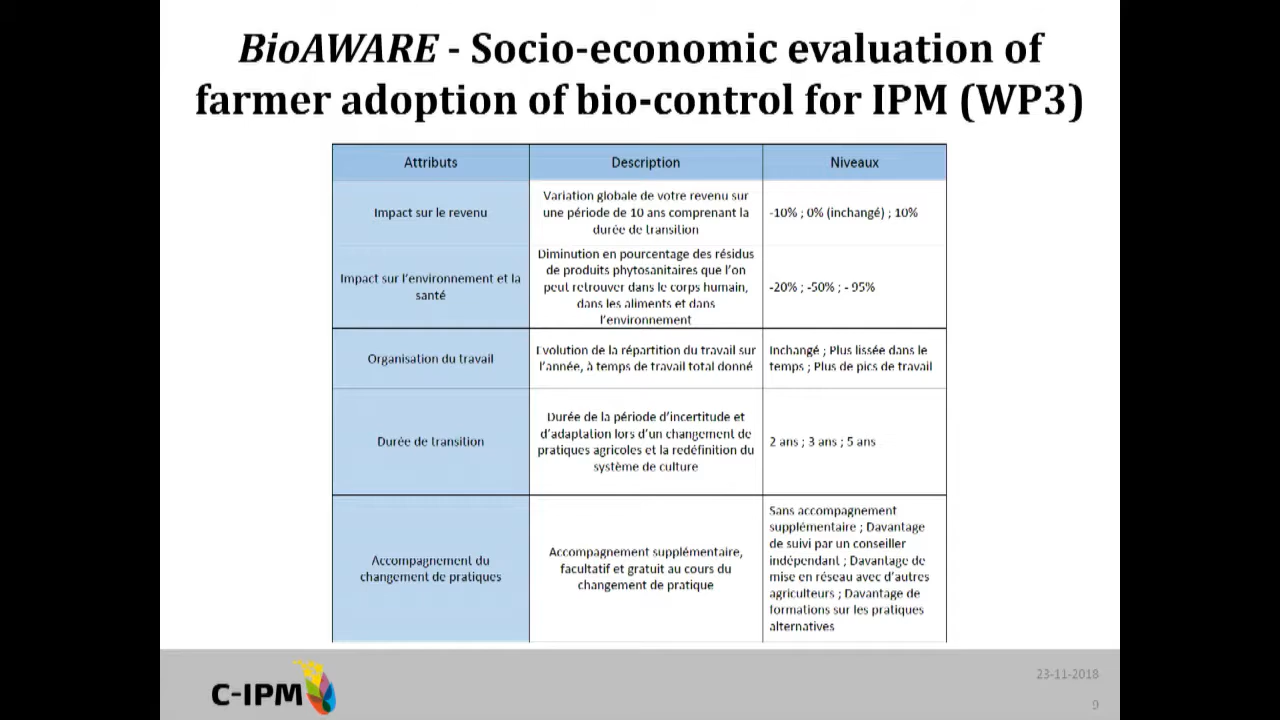 BioAWARE - Socio-economic evaluation of
farmer adoption of bio-control for IPM (WP3)
Attributs
Description
Niveaux
Impact sur le revenu
Variation globale de votre revenu sur
une période de 10 ans comprenant la
durée de transition
-10% ; 0% (inchangé) ; 10%
Impact sur l'environnement et la
santé
Diminution en pourcentage des résidus
de produits phytosanitaires que l'on
peut retrouver dans le corps humain,
dans les aliments et dans
l'environnement
-20% ; -50% ; - 95%
Organisation du travail
Evolution de la répartition du travail sur
l'année, à temps de travail total donné
Inchangé ; Plus lissée dans le
temps ; Plus de pics de travail
Durée de transition
Durée de la période d'incertitude et
d'adaptation lors d'un changement de
pratiques agricoles et la redéfinition du
système de culture
2 ans ; 3 ans ; 5 ans
Accompagnement du
changement de pratiques
Accompagnement supplémentaire,
facultatif et gratuit au cours du
changement de pratique
Sans accompagnement
supplémentaire ; Davantage
de suivi par un conseiller
indépendant ; Davantage de
mise en réseau avec d'autres
agriculteurs ; Davantage de
formations sur les pratiques
alternatives
C-IPM
23-11-2018
9